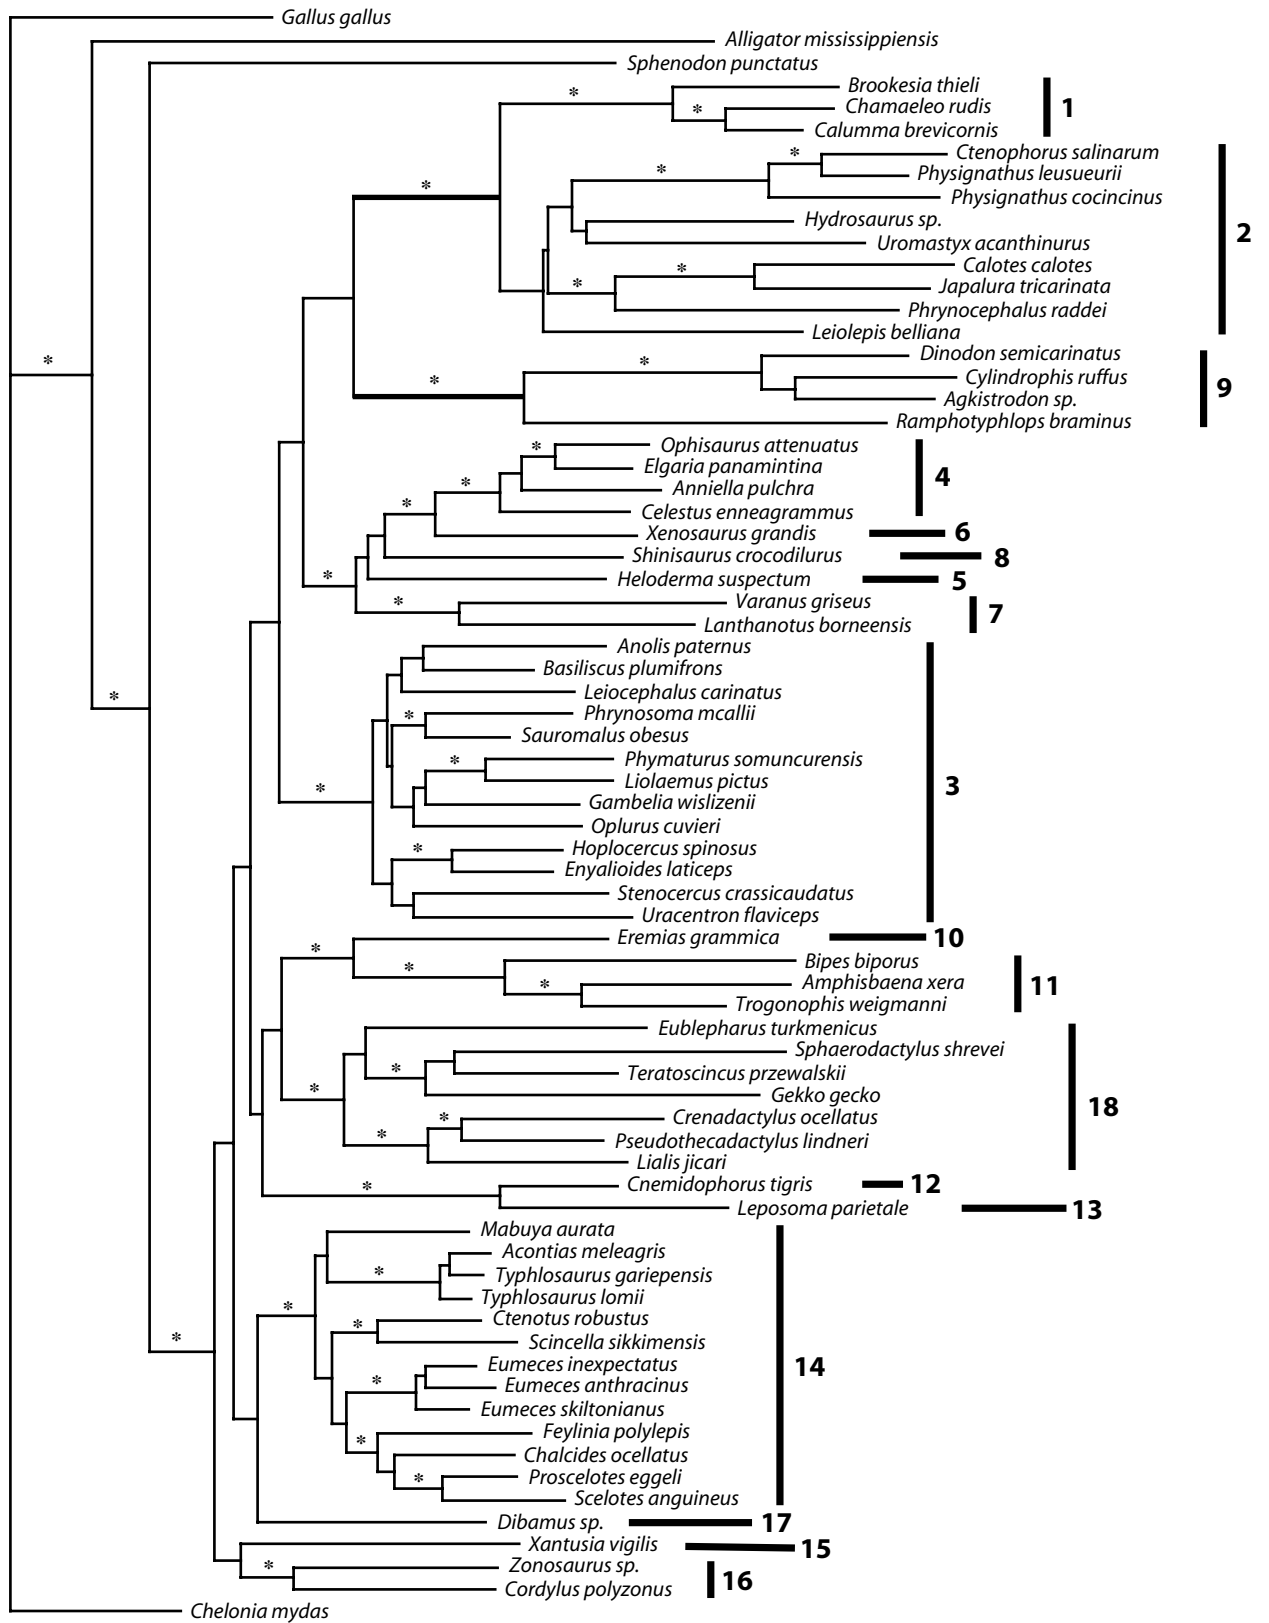 Gallus gallus
Alligator mississippiensis
Sphenodon punctatus
* Brookesia thieli
* Chamaeleo rudis 1
Calumma brevicornis
* Ctenophorus salinarum
* Physignathus leusueurii
* Physignathus cocincinus
Hydrosaurus sp. 2
Uromastyx acanthinurus
* Calotes calotes
* Japalura tricarinata
Phrynocephalus raddei
Leiolepis belliana
* * Dinodon semicarinatus
* Cylindrophis ruffus 9
Agkistrodon sp.
Ramphotyphlops braminus
* Ophisaurus attenuatus
Elgaria panamintina 4
* Anniella pulchra
* Celestus enneagrammus
Xenosaurus grandis 6
Shinisaurus crocodilurus 8
* Heloderma suspectum 5
* Varanus griseus 7
Lanthanotus borneensis
Anolis paternus
Basiliscus plumifrons
* Leiocephalus carinatus
* Phrynosoma mcallii
Sauromalus obesus
* Phymaturus somuncurensis
* Liolaemus pictus 3
Gambelia wislizenii
Oplurus cuvieri
* Hoplocercus spinosus
Enyalioides laticeps
Stenocercus crassicaudatus
Uracentron flaviceps
* Eremias grammica 10
* Bipes biporus
* Amphisbaena xera 11
Trogonophis weigmanni
Eublepharus turkmenicus
Sphaerodactylus shrevei
* Teratoscincus przewalskii
* Gekko gecko
* Crenadactylus ocellatus 18
* Pseudothecadactylus lindneri
Lialis jicari
* Cnemidophorus tigris 12
Leposoma parietale 13
Mabuya aurata
Acontias meleagris
* Typhlosaurus gariepensis
* Typhlosaurus lomii
* Ctenotus robustus
* Scincella sikkimensis
Eumeces inexpectatus 14
* Eumeces anthracinus
Eumeces skiltonianus
* Feylinia polylepis
Chalcides ocellatus
* Proscelotes eggeli
Scelotes anguineus
Dibamus sp. 17
Xantusia vigilis 15
* Zonosaurus sp. 16
Cordylus polyzonus
Chelonia mydas